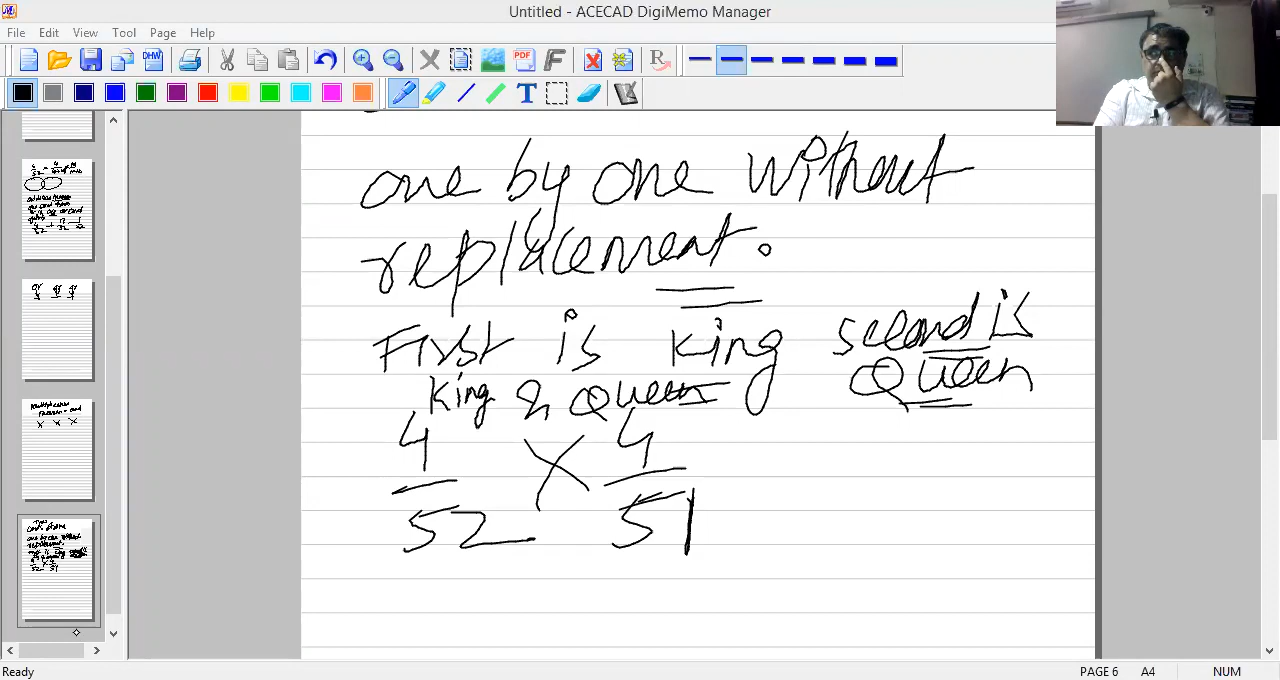 Untitled - ACECAD DigiMemo Manager
File Edit View Tool Page Help
one by one without
replacement.
First is King second is
King & Queen Queen
4 × 4
52 51
Ready PAGE 6 A4 NUM